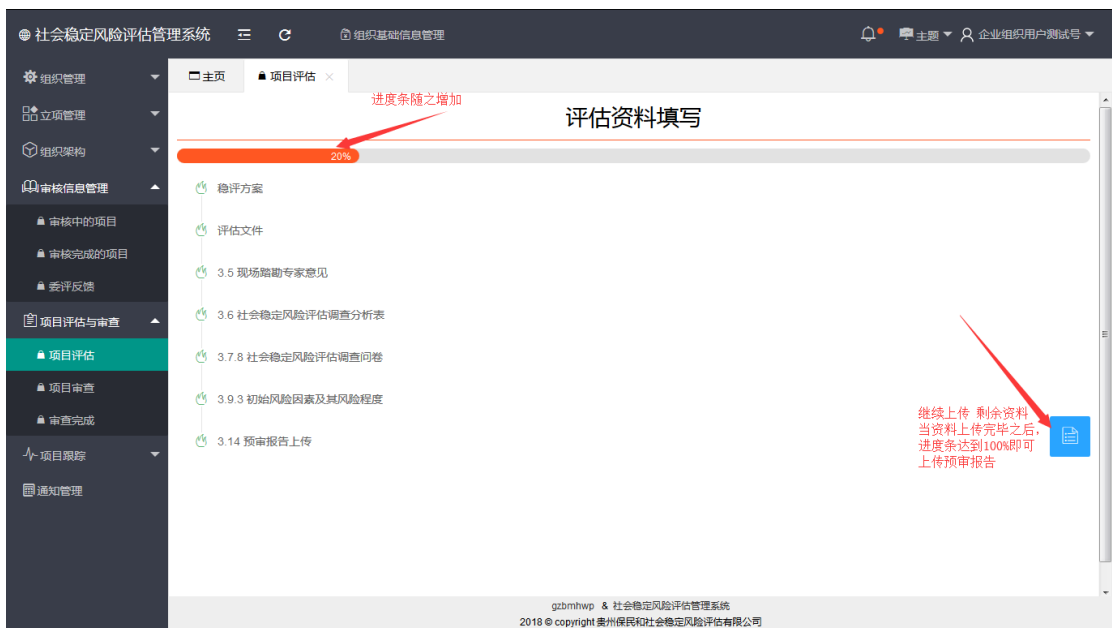 社会稳定风险评估管理系统
组织基础信息管理
主题
企业组织用户测试号
组织管理
立项管理
组织架构
审核信息管理
审核中的项目
审核完成的项目
委评反馈
项目评估与审查
项目评估
项目审查
审查完成
项目跟踪
通知管理
主页
项目评估
进度条随之增加
评估资料填写
20%
稳评方案
评估文件
3.5 现场踏勘专家意见
3.6 社会稳定风险评估调查分析表
3.7.8 社会稳定风险评估调查问卷
3.9.3 初始风险因素及其风险程度
3.14 预审报告上传
继续上传 剩余资料
当资料上传完毕之后，
进度条达到100%即可
上传预审报告
gzbmhwp & 社会稳定风险评估管理系统
2018 © copyright 贵州保民和社会稳定风险评估有限公司